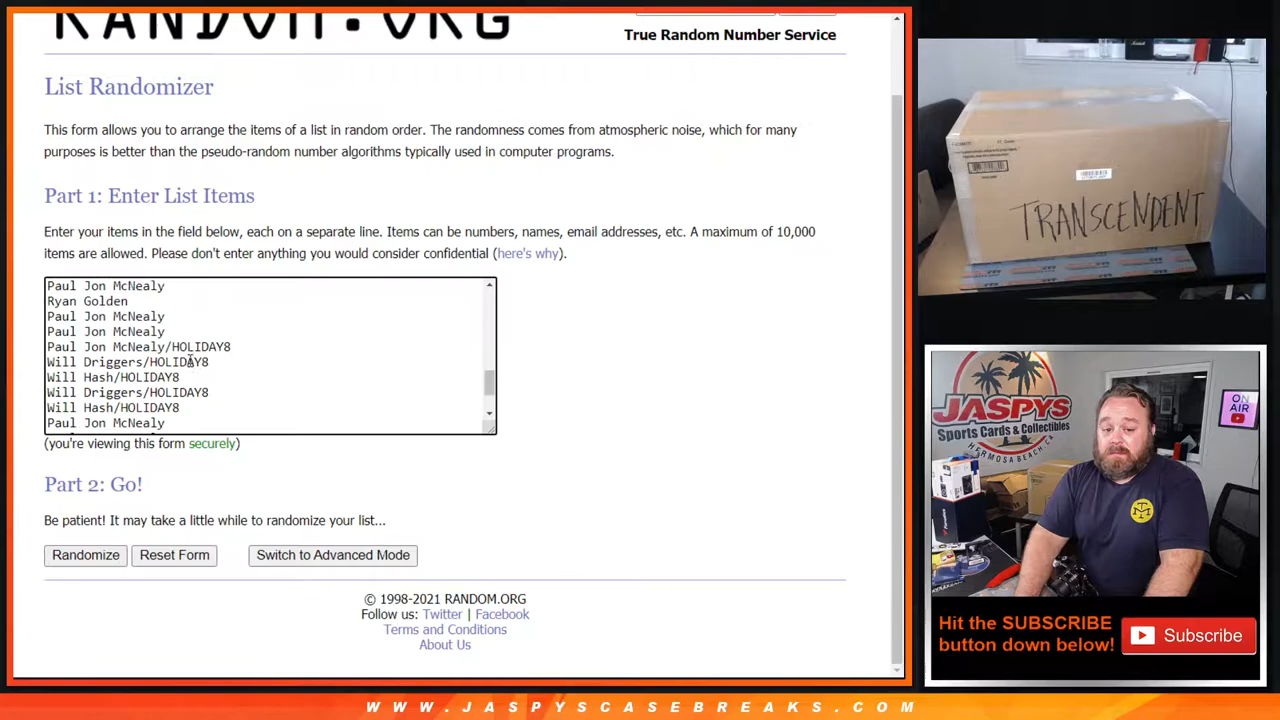 RANDOM.ORG
True Random Number Service
List Randomizer
This form allows you to arrange the items of a list in random order. The randomness comes from atmospheric noise, which for many
purposes is better than the pseudo-random number algorithms typically used in computer programs.
Part 1: Enter List Items
Enter your items in the field below, each on a separate line. Items can be numbers, names, email addresses, etc. A maximum of 10,000
items are allowed. Please don't enter anything you would consider confidential (here's why).
Paul Jon McNealy
Ryan Golden
Paul Jon McNealy
Paul Jon McNealy
Paul Jon McNealy/HOLIDAY8
Will Driggers/HOLIDAY8
Will Hash/HOLIDAY8
Will Driggers/HOLIDAY8
Will Hash/HOLIDAY8
Paul Jon McNealy
(you're viewing this form securely)
Part 2: Go!
Be patient! It may take a little while to randomize your list...
Randomize
Reset Form
Switch to Advanced Mode
© 1998-2021 RANDOM.ORG
Follow us: Twitter | Facebook
Terms and Conditions
About Us
TRANSCENDENT
JASPYS
Sports Cards & Collectibles
HERMOSA BEACH, CA
ON
AIR
Hit the SUBSCRIBE
button down below!
Subscribe
WWW.JASPYSCASEBREAKS.COM